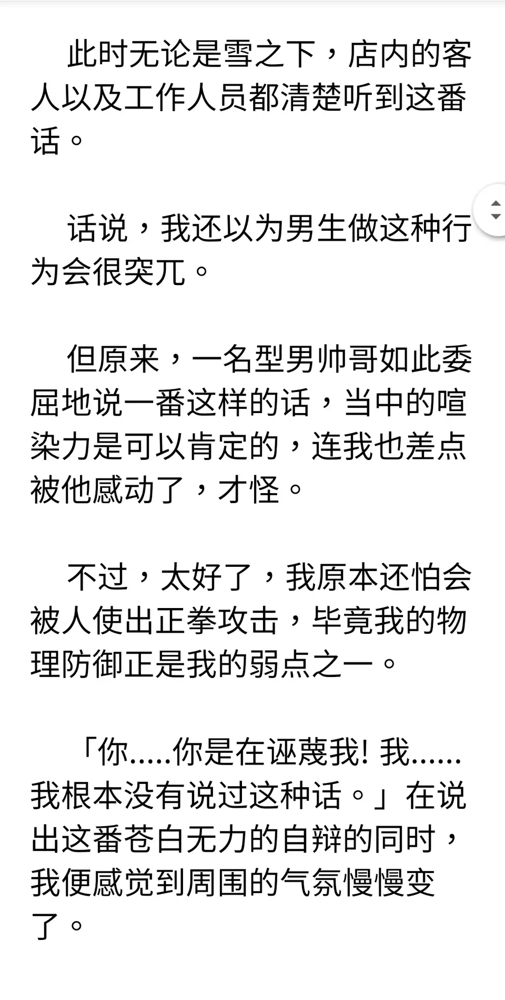 此时无论是雪之下，店内的客
人以及工作人员都清楚听到这番
话。
话说，我还以为男生做这种行
为会很突兀。
但原来，一名型男帅哥如此委
屈地说一番这样的话，当中的喧
染力是可以肯定的，连我也差点
被他感动了，才怪。
不过，太好了，我原本还怕会
被人使出正拳攻击，毕竟我的物
理防御正是我的弱点之一。
「你.....你是在诬蔑我! 我......
我根本没有说过这种话。」在说
出这番苍白无力的自辩的同时，
我便感觉到周围的气氛慢慢变
了。